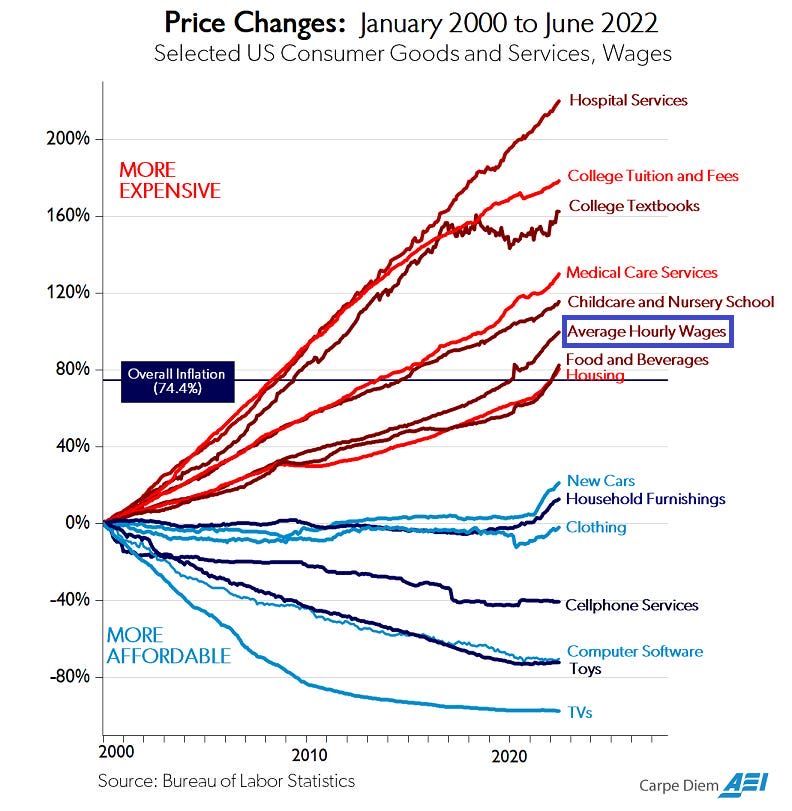 Price Changes: January 2000 to June 2022
Selected US Consumer Goods and Services, Wages
200%
160%
120%
80%
40%
0%
-40%
-80%
MORE
EXPENSIVE
Overall Inflation
(74.4%)
MORE
AFFORDABLE
Hospital Services
College Tuition and Fees
College Textbooks
Medical Care Services
Childcare and Nursery School
Average Hourly Wages
Food and Beverages
Housing
New Cars
Household Furnishings
Clothing
Cellphone Services
Computer Software
Toys
TVs
2000
2010
2020
Source: Bureau of Labor Statistics
Carpe Diem AEI